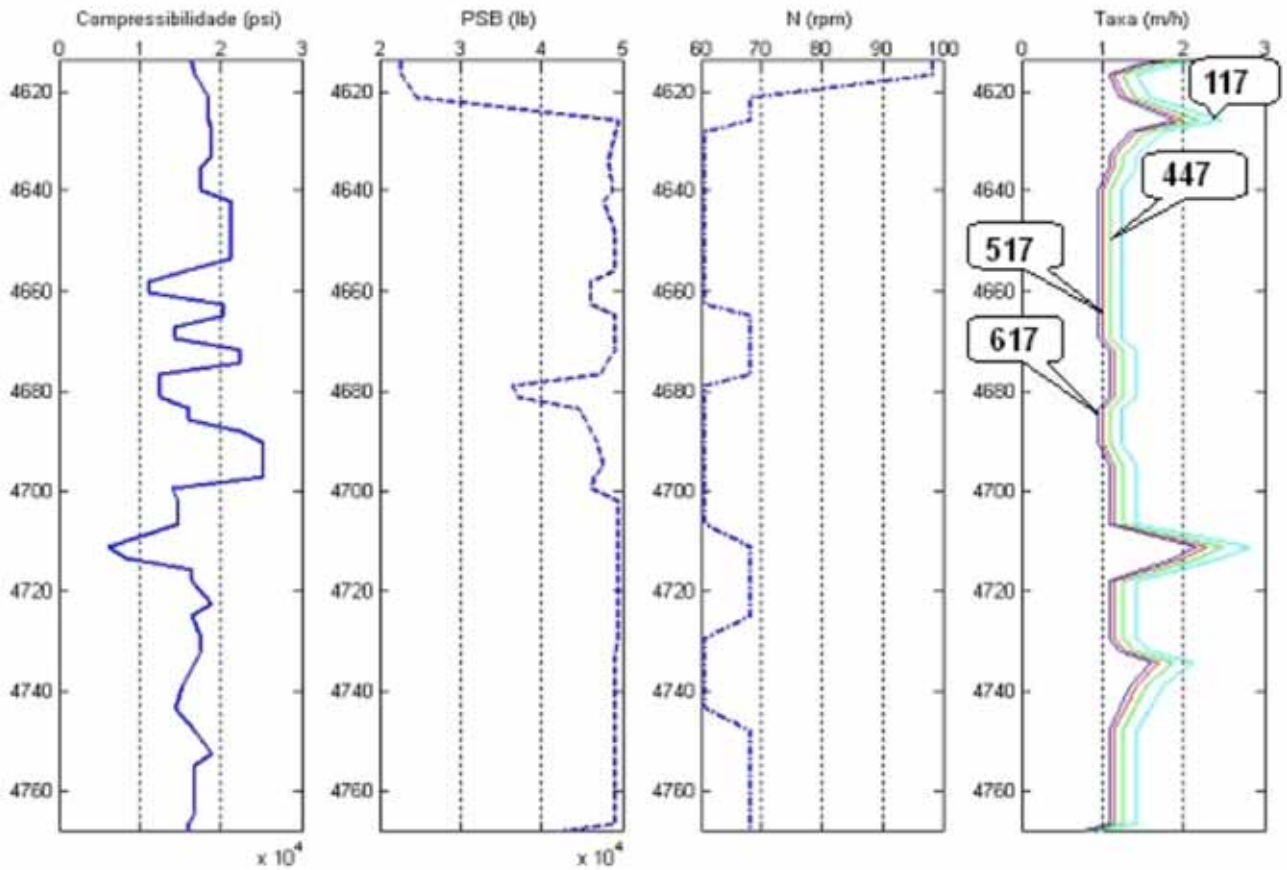 Compressibilidade (psi) PSB (lb) N (rpm) Taxa (m/h)
0 1 2 3 2 3 4 5 60 70 80 90 100 0 1 2 3
117
4620 4620 4620 4620
447
4640 4640 4640 4640
517
4660 4660 4660 4660
617
4680 4680 4680 4680
4700 4700 4700 4700
4720 4720 4720 4720
4740 4740 4740 4740
4760 4760 4760 4760
x 10^4 x 10^4